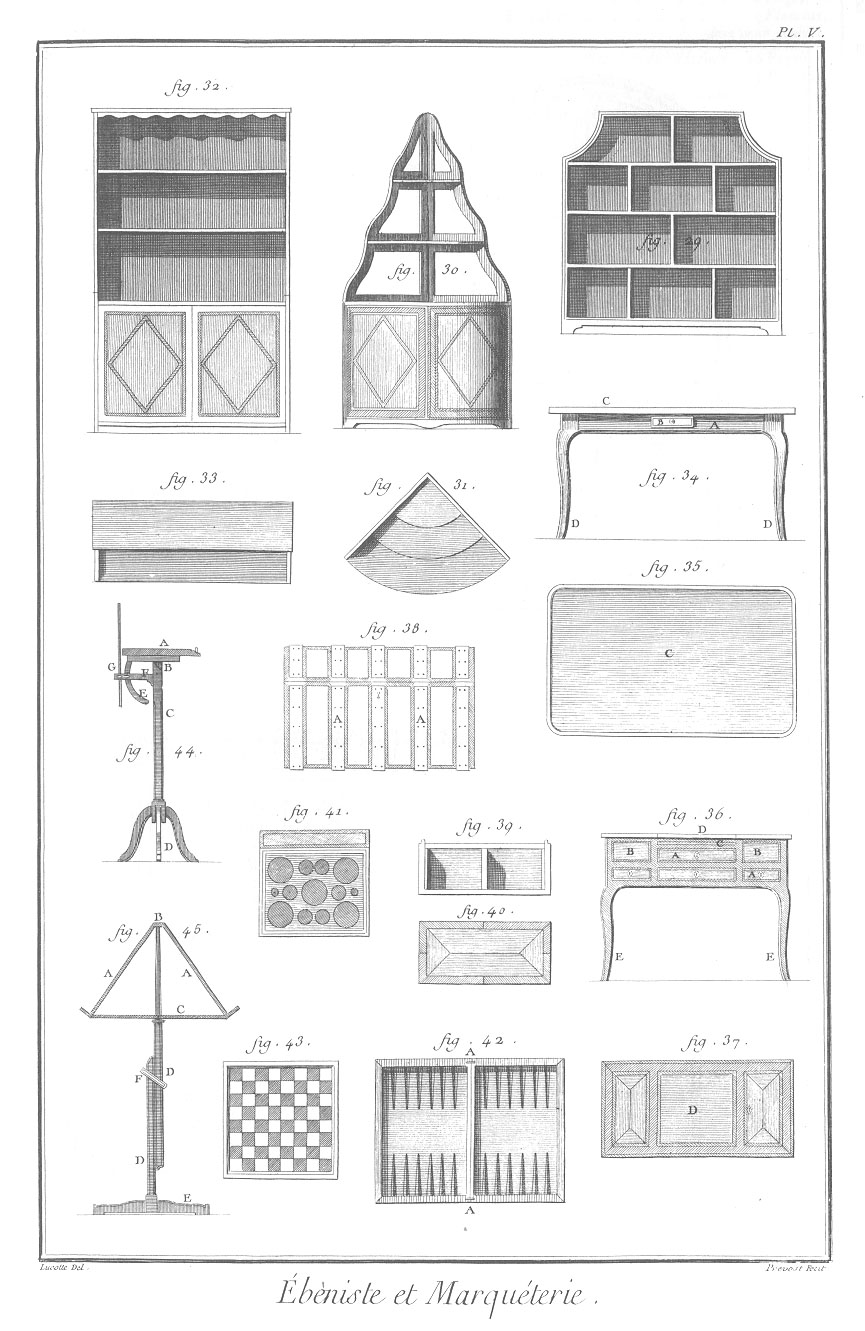 Pl. V.
fig. 32.
fig. 30.
fig. 29.
C
B
A
fig. 34.
D
D
fig. 33.
fig. 31.
fig. 35.
C
fig. 38.
A
A
A
G
F
B
E
C
fig. 44.
D
fig. 41.
fig. 39.
fig. 40.
fig. 36.
D
B
A
C
B
A
E
E
fig. 45.
B
A
A
C
F
D
D
E
fig. 43.
fig. 42.
A
A
fig. 37.
D
Lucotte Del.
Prevost Fecit
Ébèniste et Marquéterie.